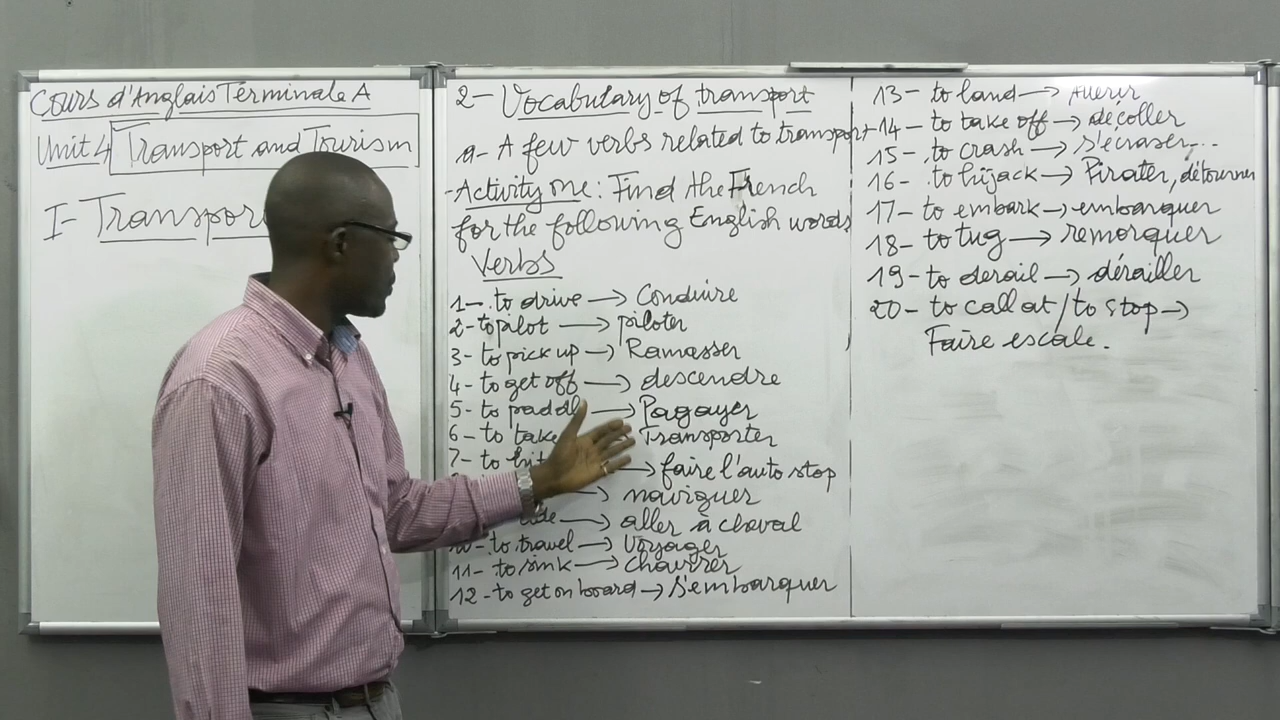 Cours d'Anglais Terminale A
Unit 4 Transport and Tourism
I- Transpor
2- Vocabulary of transport
a- A few verbs related to transport
-Activity one: Find the French
for the following English words
Verbs
1- to drive → Conduire
2- to pilot → piloter
3- to pick up → Ramasser
4- to get off → descendre
5- to paddl → Pagayer
6- to take Transporter
7- to hit → faire l'auto stop
→ naviguer
→ aller à cheval
10- to travel → Voyager
11- to sink →
12- to get on board → S'embarquer
13- to land →
14- to take off → décoller
15- to crash → S'écraser...
16- to hijack → Pirater, détourner
17- to embark → embarquer
18- to tug → remorquer
19- to derail → dérailler
20- to call at / to stop →
Faire escale.